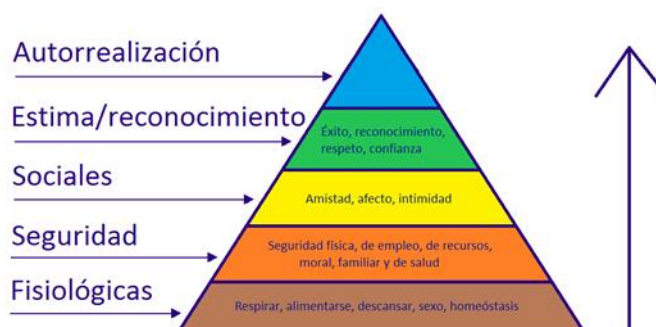 Autorrealización
Estima/reconocimiento
Éxito, reconocimiento,
respeto, confianza
Sociales
Amistad, afecto, intimidad
Seguridad
Seguridad física, de empleo, de recursos,
moral, familiar y de salud
Fisiológicas
Respirar, alimentarse, descansar, sexo, homeóstasis